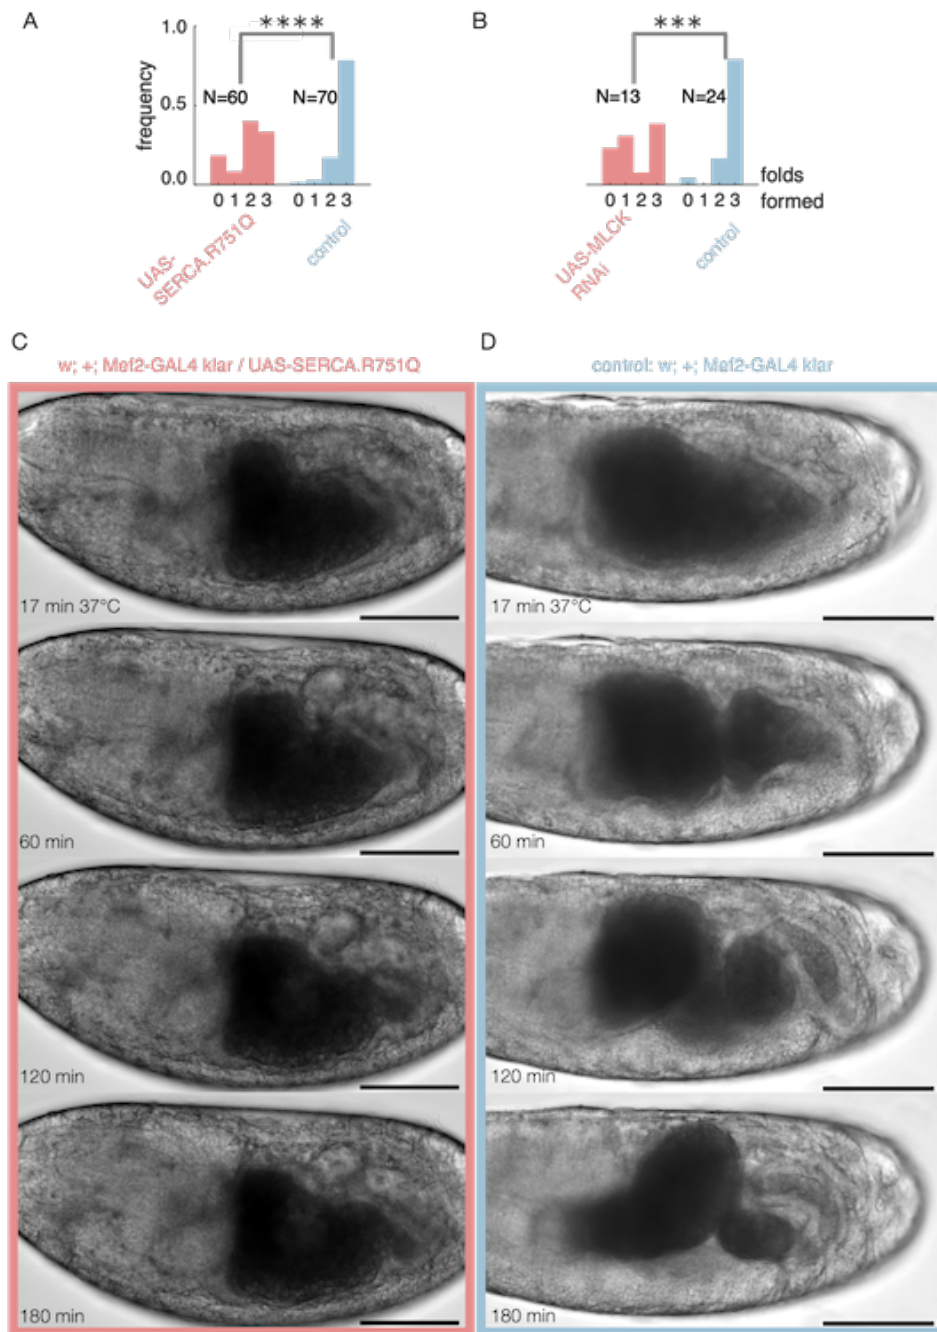 A
****
1.0
frequency
0.5
0.0
N=60
N=70
0 1 2 3
0 1 2 3
UAS-
SERCA.R751Q
control
B
***
N=13
N=24
0 1 2 3
0 1 2 3
folds
formed
UAS-MLCK
RNAi
control
C
w; +; Mef2-GAL4 klar / UAS-SERCA.R751Q
17 min 37°C
60 min
120 min
180 min
D
control: w; +; Mef2-GAL4 klar
17 min 37°C
60 min
120 min
180 min